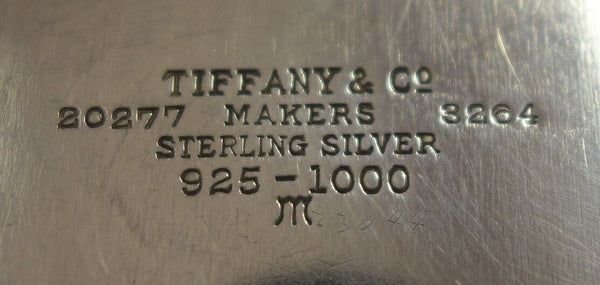 TIFFANY & Cº
20277 MAKERS 3264
STERLING SILVER
925-1000
m